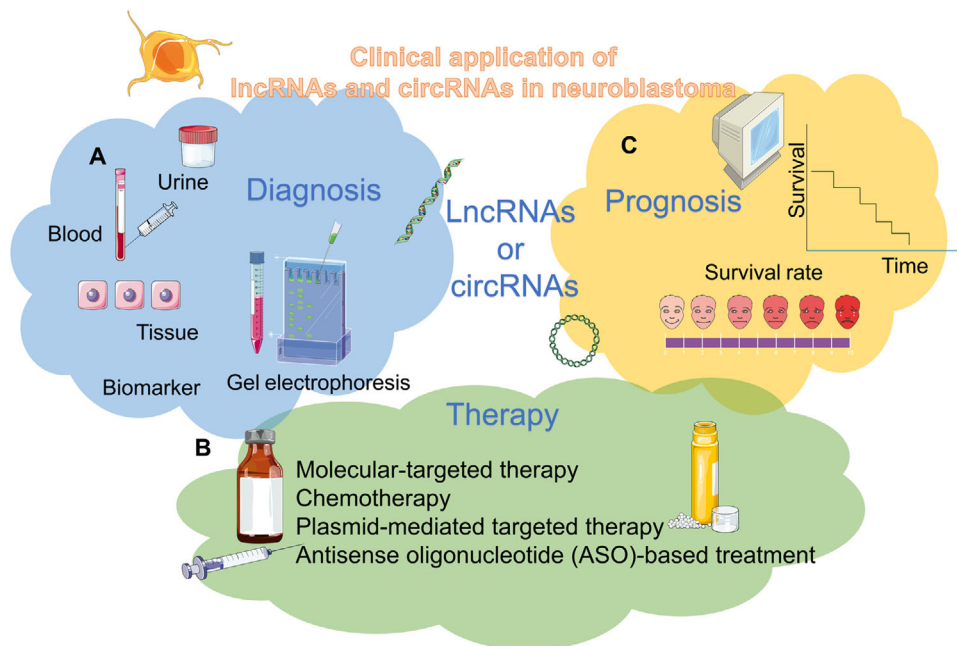 Clinical application of
lncRNAs and circRNAs in neuroblastoma
A
Urine
Diagnosis
Blood
Tissue
Biomarker
Gel electrophoresis
LncRNAs
or
circRNAs
C
Prognosis
Survival
Time
Survival rate
B
Therapy
Molecular-targeted therapy
Chemotherapy
Plasmid-mediated targeted therapy
Antisense oligonucleotide (ASO)-based treatment